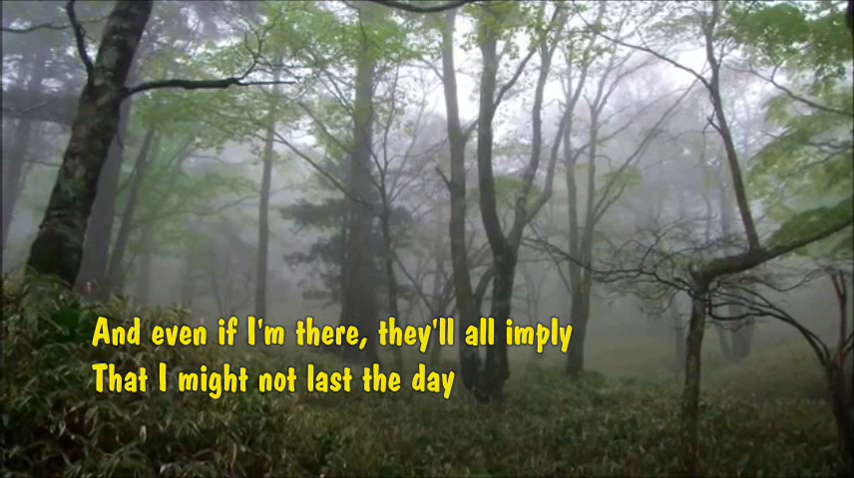 And even if I'm there, they'll all imply
That I might not last the day